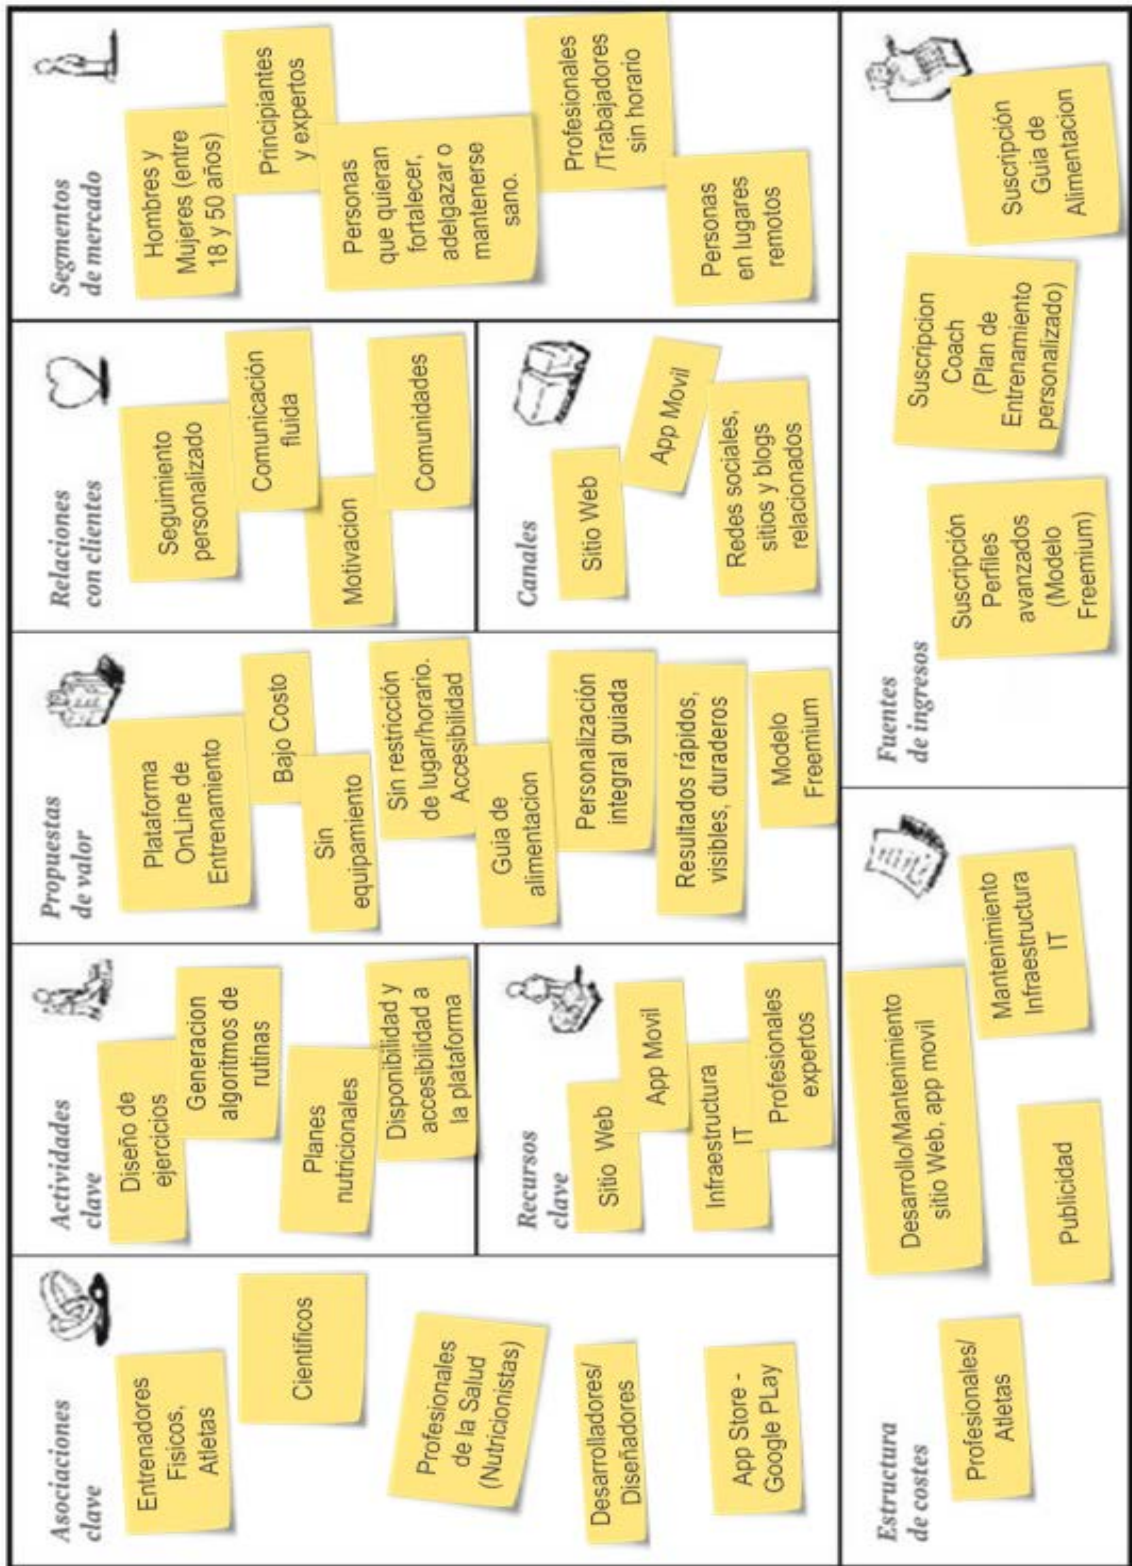 Asociaciones
clave
Entrenadores
Fisicos,
Atletas
Cientificos
Profesionales
de la Salud
(Nutricionistas)
Desarrolladores/
Diseñadores
App Store -
Google PLay
Actividades
clave
Diseño de
ejercicios
Generacion
algoritmos de
rutinas
Planes
nutricionales
Disponibilidad y
accesibilidad a
la plataforma
Recursos
clave
Sitio Web
App Movil
Infraestructura
IT
Profesionales
expertos
Propuestas
de valor
Plataforma
OnLine de
Entrenamiento
Bajo Costo
Sin
equipamiento
Sin restricción
de lugar/horario.
Accesibilidad
Guia de
alimentacion
Personalización
integral guiada
Resultados rápidos,
visibles, duraderos
Modelo
Freemium
Relaciones
con clientes
Seguimiento
personalizado
Comunicación
fluida
Motivacion
Comunidades
Canales
Sitio Web
App Movil
Redes sociales,
sitios y blogs
relacionados
Segmentos
de mercado
Hombres y
Mujeres (entre
18 y 50 años)
Principiantes
y expertos
Personas
que quieran
fortalecer,
adelgazar o
mantenerse
sano.
Profesionales
/Trabajadores
sin horario
Personas
en lugares
remotos
Estructura
de costes
Profesionales/
Atletas
Desarrollo/Mantenimiento
sitio Web, app movil
Publicidad
Mantenimiento
Infraestructura
IT
Fuentes
de ingresos
Suscripción
Perfiles
avanzados
(Modelo
Freemium)
Suscripcion
Coach
(Plan de
Entrenamiento
personalizado)
Suscripción
Guia de
Alimentacion